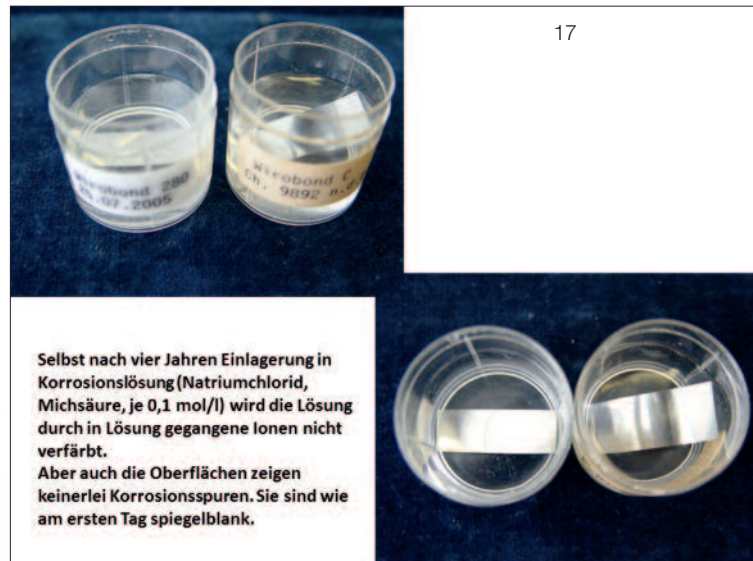 17
Wirobond 280
28.07.2005
Wirobond C
Ch. 9892 n.d.
Selbst nach vier Jahren Einlagerung in
Korrosionslösung (Natriumchlorid,
Michsäure, je 0,1 mol/l) wird die Lösung
durch in Lösung gegangene Ionen nicht
verfärbt.
Aber auch die Oberflächen zeigen
keinerlei Korrosionsspuren. Sie sind wie
am ersten Tag spiegelblank.